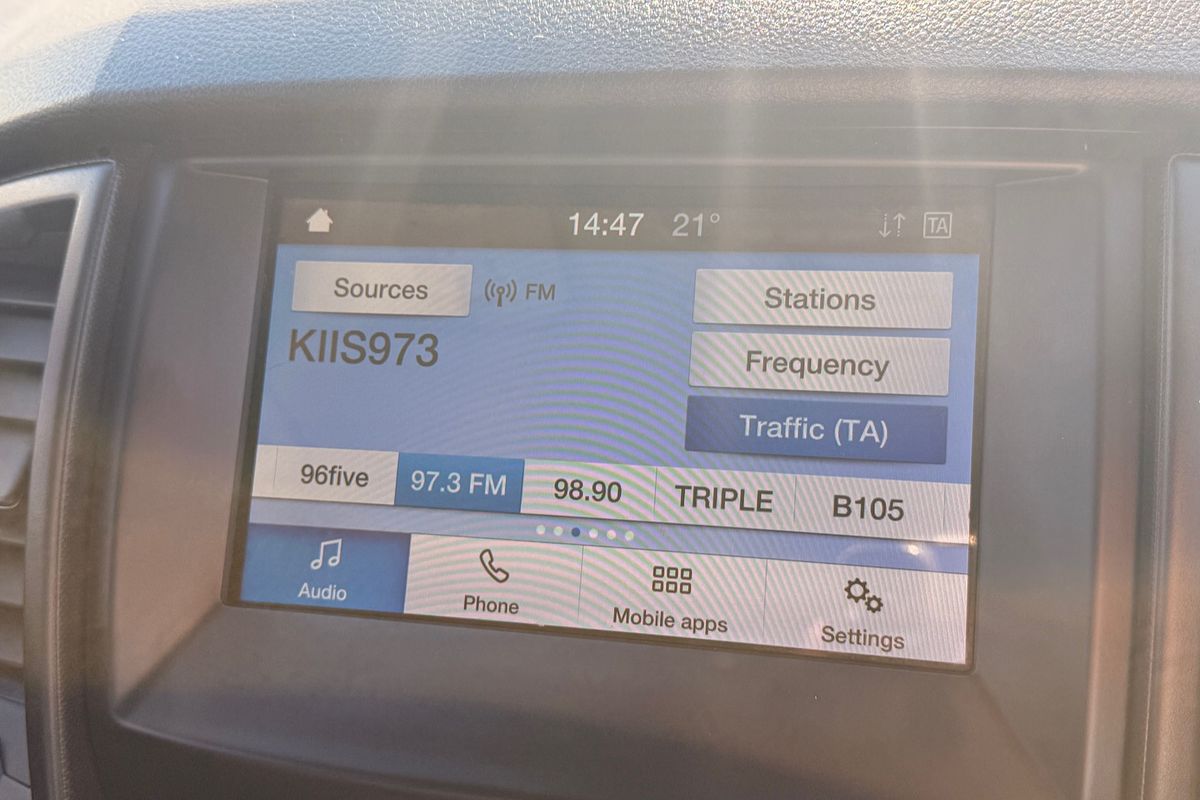 14:47 21° TA
Sources FM Stations
KIIS973
Frequency
Traffic (TA)
96five 97.3 FM 98.90 TRIPLE B105
Audio Phone Mobile apps Settings